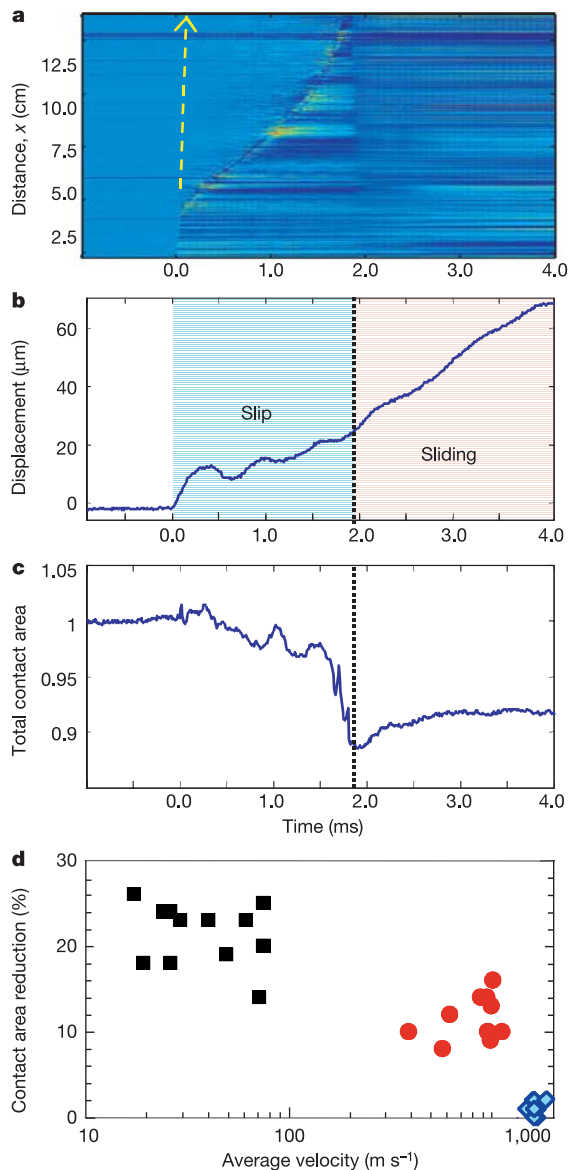 a
Distance, x (cm)
12.5
10.0
7.5
5.0
2.5
0.0 1.0 2.0 3.0 4.0
b
Displacement (μm)
60
40
20
0
Slip
Sliding
0.0 1.0 2.0 3.0 4.0
c
Total contact area
1.05
1
0.95
0.9
0.0 1.0 2.0 3.0 4.0
Time (ms)
d
Contact area reduction (%)
30
20
10
0
10 100 1,000
Average velocity (m s⁻¹)